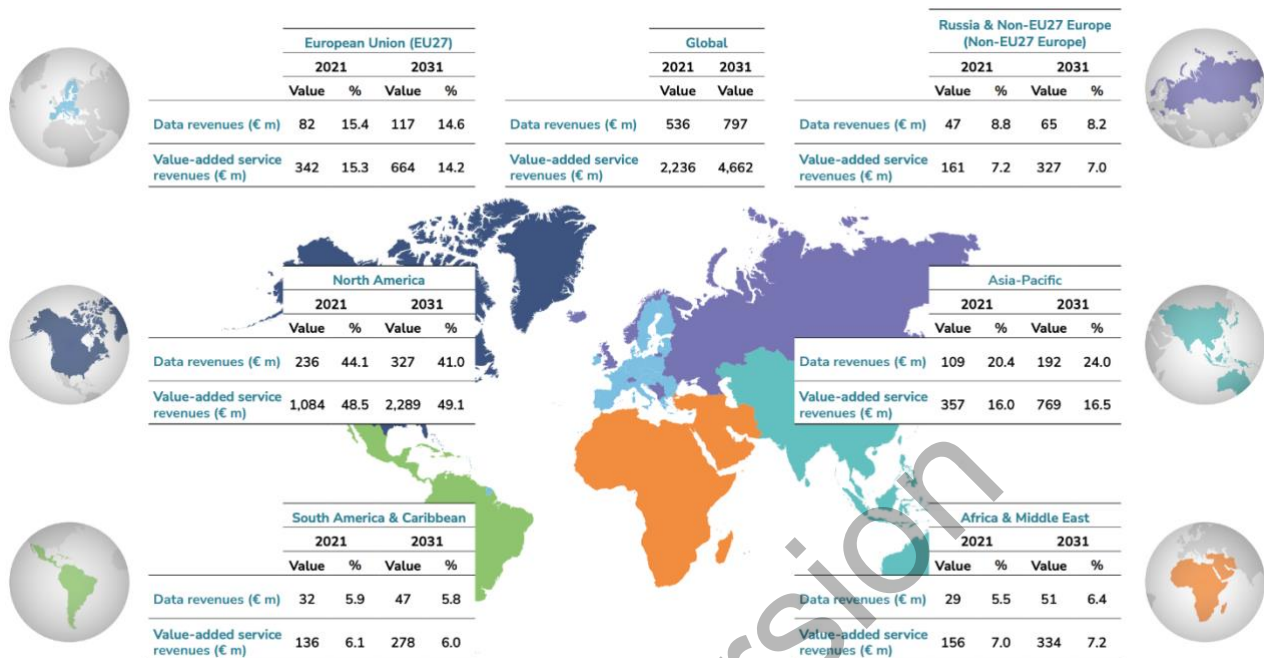 European Union (EU27)
2021 2031
Value % Value %
Data revenues (€ m) 82 15.4 117 14.6
Value-added service
revenues (€ m) 342 15.3 664 14.2
Global
2021 2031
Value Value
Data revenues (€ m) 536 797
Value-added service
revenues (€ m) 2,236 4,662
Russia & Non-EU27 Europe
(Non-EU27 Europe)
2021 2031
Value % Value %
Data revenues (€ m) 47 8.8 65 8.2
Value-added service
revenues (€ m) 161 7.2 327 7.0
North America
2021 2031
Value % Value %
Data revenues (€ m) 236 44.1 327 41.0
Value-added service
revenues (€ m) 1,084 48.5 2,289 49.1
Asia-Pacific
2021 2031
Value % Value %
Data revenues (€ m) 109 20.4 192 24.0
Value-added service
revenues (€ m) 357 16.0 769 16.5
South America & Caribbean
2021 2031
Value % Value %
Data revenues (€ m) 32 5.9 47 5.8
Value-added service
revenues (€ m) 136 6.1 278 6.0
Africa & Middle East
2021 2031
Value % Value %
Data revenues (€ m) 29 5.5 51 6.4
Value-added service
revenues (€ m) 156 7.0 334 7.2